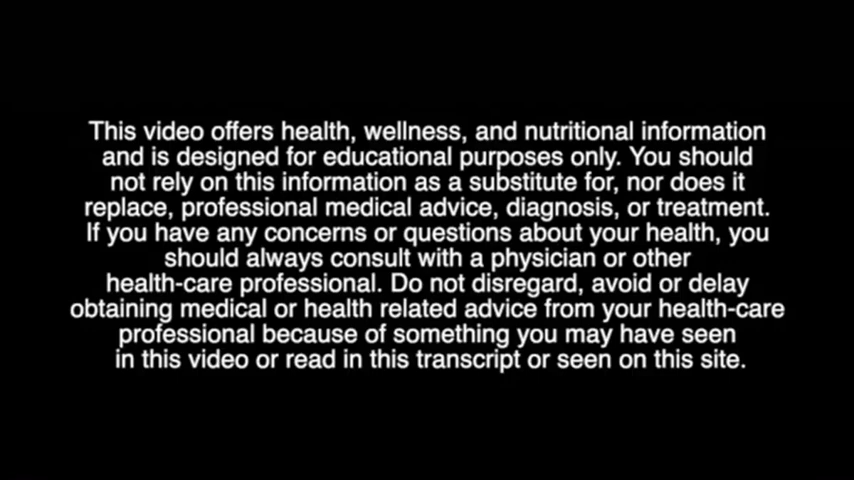 This video offers health, wellness, and nutritional information
and is designed for educational purposes only. You should
not rely on this information as a substitute for, nor does it
replace, professional medical advice, diagnosis, or treatment.
If you have any concerns or questions about your health, you
should always consult with a physician or other
health-care professional. Do not disregard, avoid or delay
obtaining medical or health related advice from your health-care
professional because of something you may have seen
in this video or read in this transcript or seen on this site.